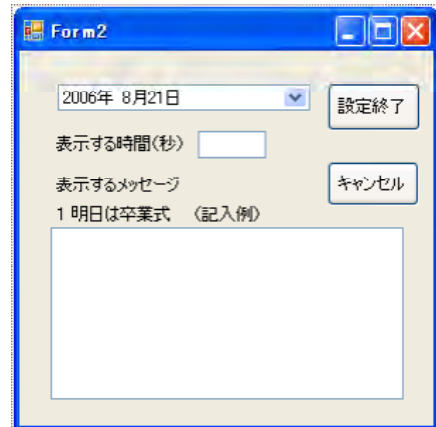 Form2
2006年 8月21日
設定終了
表示する時間(秒)
表示するメッセージ
キャンセル
1 明日は卒業式 （記入例）